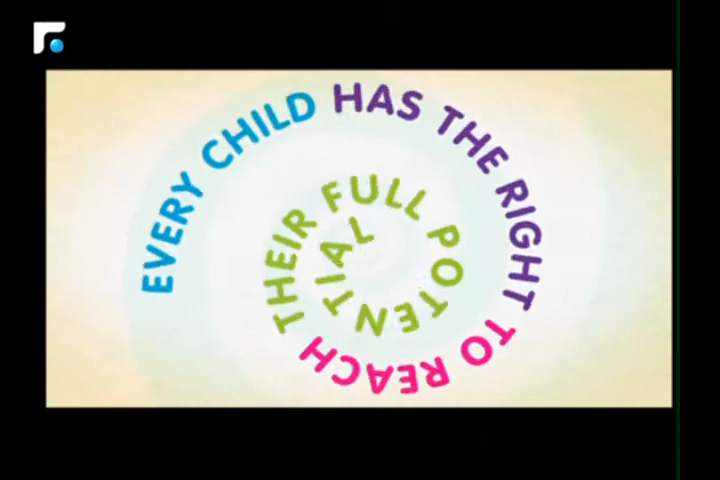 EVERY CHILD HAS THE RIGHT TO REACH THEIR FULL POTENTIAL